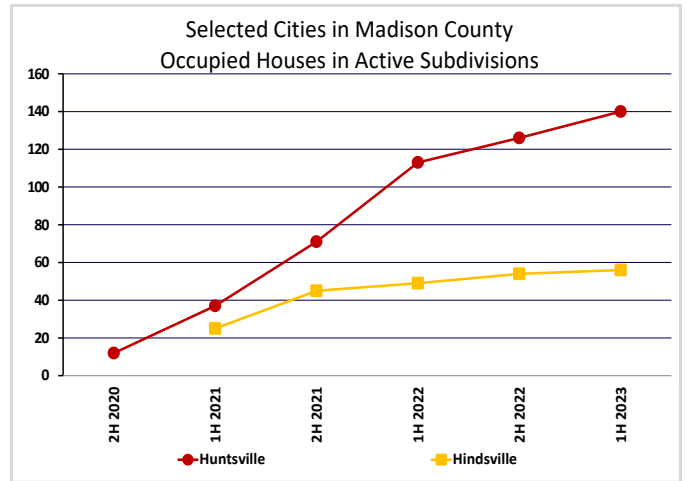 Selected Cities in Madison County
Occupied Houses in Active Subdivisions
160
140
120
100
80
60
40
20
0
2H 2020
1H 2021
2H 2021
1H 2022
2H 2022
1H 2023
Huntsville
Hindsville